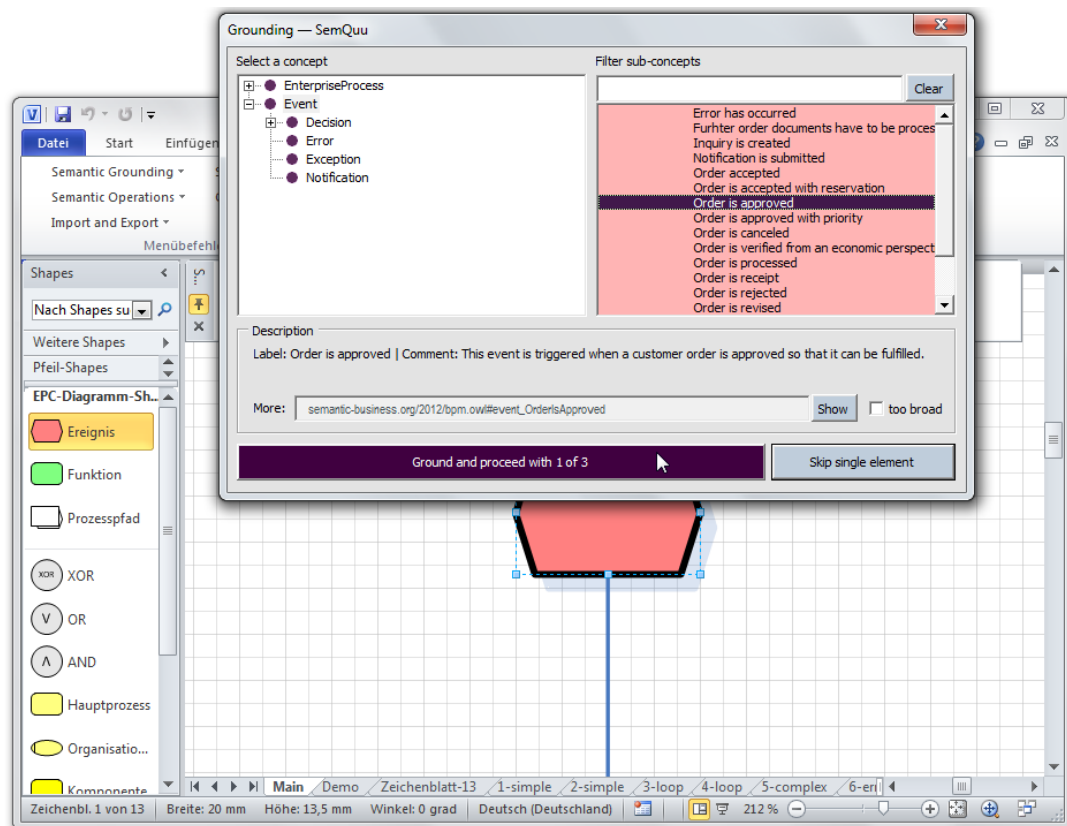 Grounding — SemQuu
Select a concept
EnterpriseProcess
Event
Decision
Error
Exception
Notification
Filter sub-concepts
Clear
Error has occurred
Furhter order documents have to be proces
Inquiry is created
Notification is submitted
Order accepted
Order is accepted with reservation
Order is approved
Order is approved with priority
Order is canceled
Order is verified from an economic perspect
Order is processed
Order is receipt
Order is rejected
Order is revised
Description
Label: Order is approved | Comment: This event is triggered when a customer order is approved so that it can be fulfilled.
More: semantic-business.org/2012/bpm.owl#event_OrderIsApproved Show too broad
Ground and proceed with 1 of 3 Skip single element
Datei Start Einfügen
Semantic Grounding
Semantic Operations
Import and Export
Menübefehl
Shapes
Nach Shapes su
Weitere Shapes
Pfeil-Shapes
EPC-Diagramm-Sh..
Ereignis
Funktion
Prozesspfad
XOR XOR
V OR
Λ AND
Hauptprozess
Organisatio...
Komponente
Main Demo Zeichenblatt-13 1-simple 2-simple 3-loop 4-loop 5-complex 6-er
Zeichenbl. 1 von 13 Breite: 20 mm Höhe: 13,5 mm Winkel: 0 grad Deutsch (Deutschland) 212 %